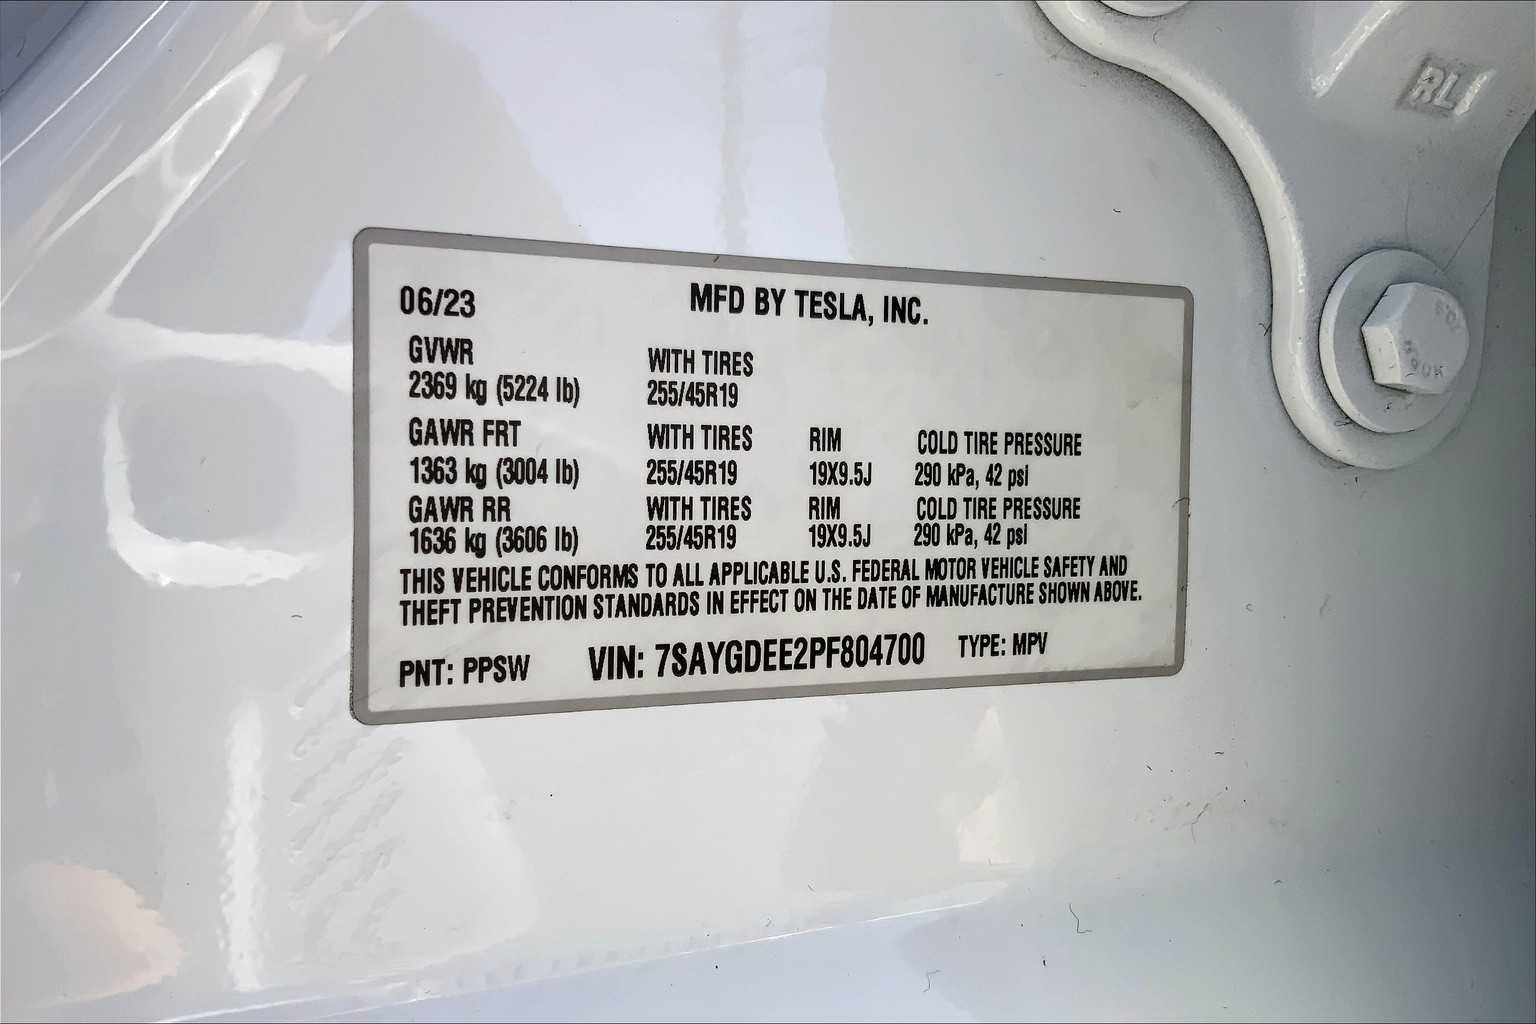 06/23 MFD BY TESLA, INC.
GVWR WITH TIRES
2369 kg (5224 lb) 255/45R19
GAWR FRT WITH TIRES RIM COLD TIRE PRESSURE
1363 kg (3004 lb) 255/45R19 19X9.5J 290 kPa, 42 psi
GAWR RR WITH TIRES RIM COLD TIRE PRESSURE
1636 kg (3606 lb) 255/45R19 19X9.5J 290 kPa, 42 psi
THIS VEHICLE CONFORMS TO ALL APPLICABLE U.S. FEDERAL MOTOR VEHICLE SAFETY AND
THEFT PREVENTION STANDARDS IN EFFECT ON THE DATE OF MANUFACTURE SHOWN ABOVE.
PNT: PPSW VIN: 7SAYGDEE2PF804700 TYPE: MPV